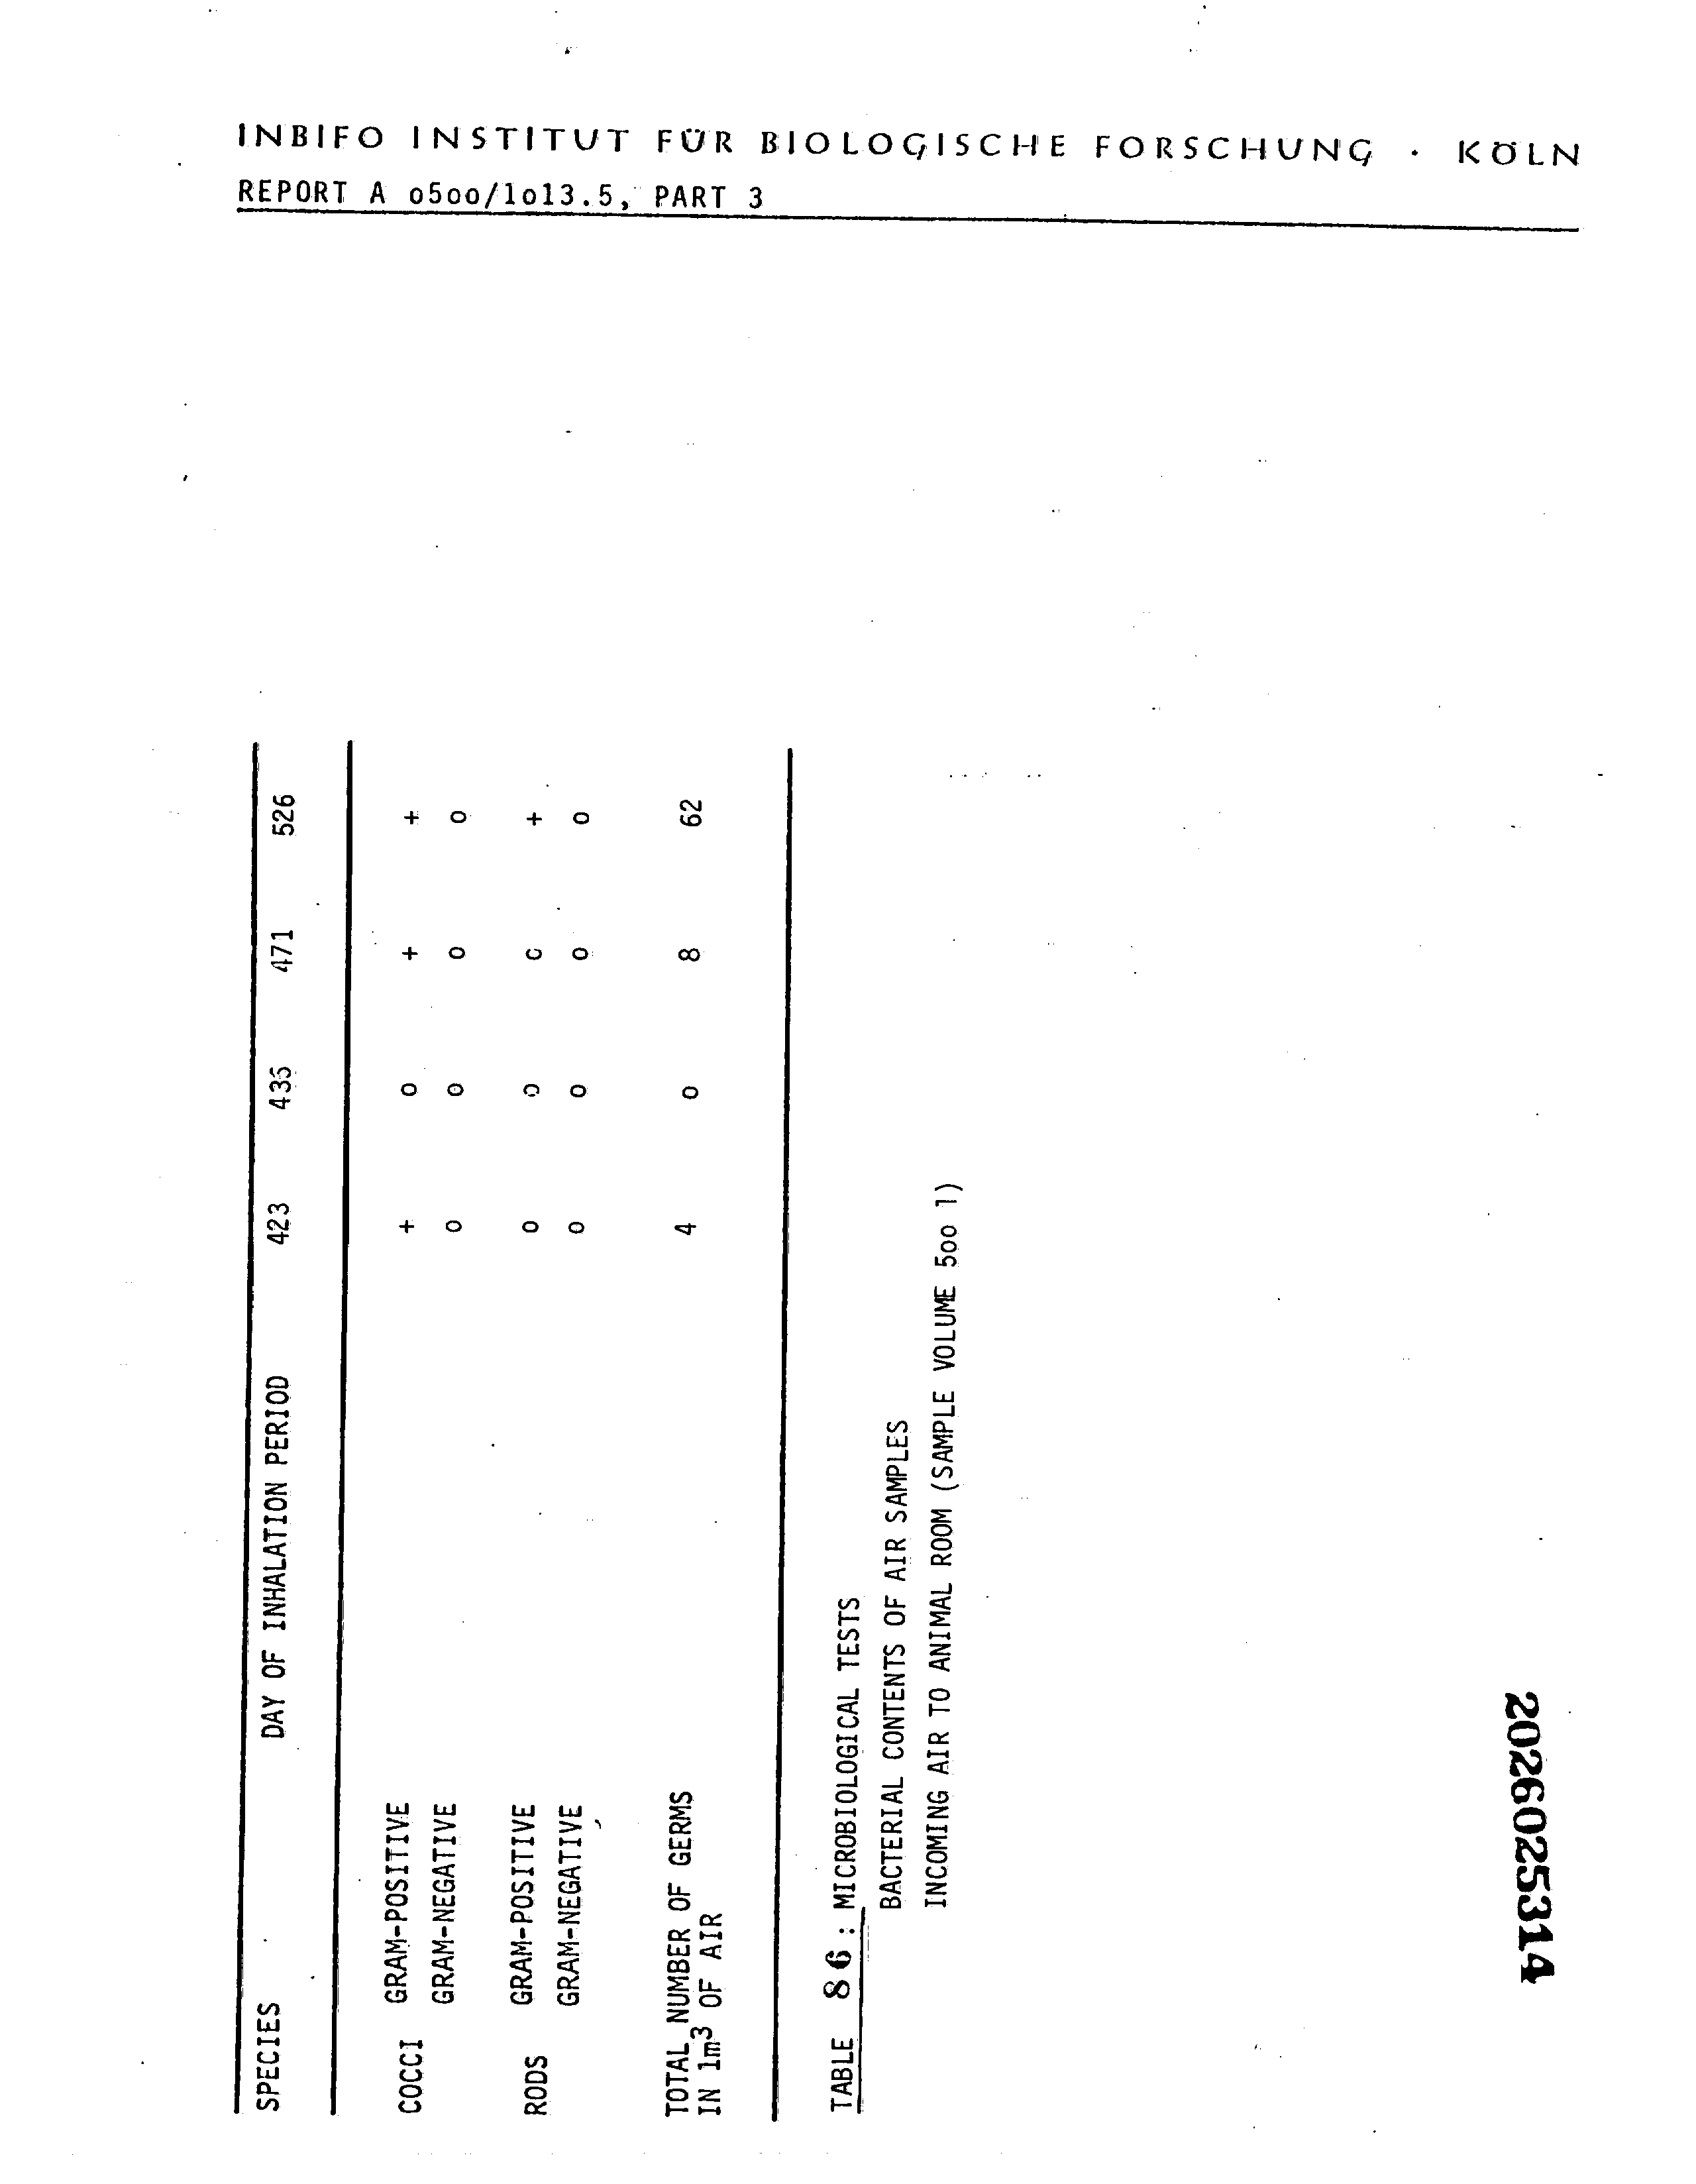 INBIFO INSTITUT FÜR BIOLOGISCHE FORSCHUNG · KÖLN
REPORT A o5oo/1o13.5, PART 3
SPECIES DAY OF INHALATION PERIOD 423 436 471 526
COCCI GRAM-POSITIVE + o + +
GRAM-NEGATIVE o o o o
RODS GRAM-POSITIVE o o o +
GRAM-NEGATIVE o o o o
TOTAL NUMBER OF GERMS 4 o 8 62
IN 1m³ OF AIR
TABLE 86: MICROBIOLOGICAL TESTS
BACTERIAL CONTENTS OF AIR SAMPLES
INCOMING AIR TO ANIMAL ROOM (SAMPLE VOLUME 5oo l)
2026025314